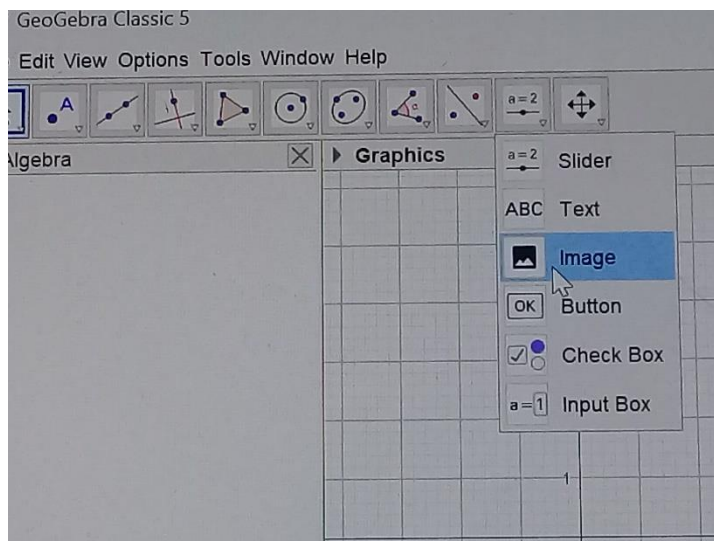 GeoGebra Classic 5
Edit View Options Tools Window Help
A
a=2
Algebra
Graphics
a=2 Slider
ABC Text
Image
OK Button
Check Box
a=1 Input Box
1